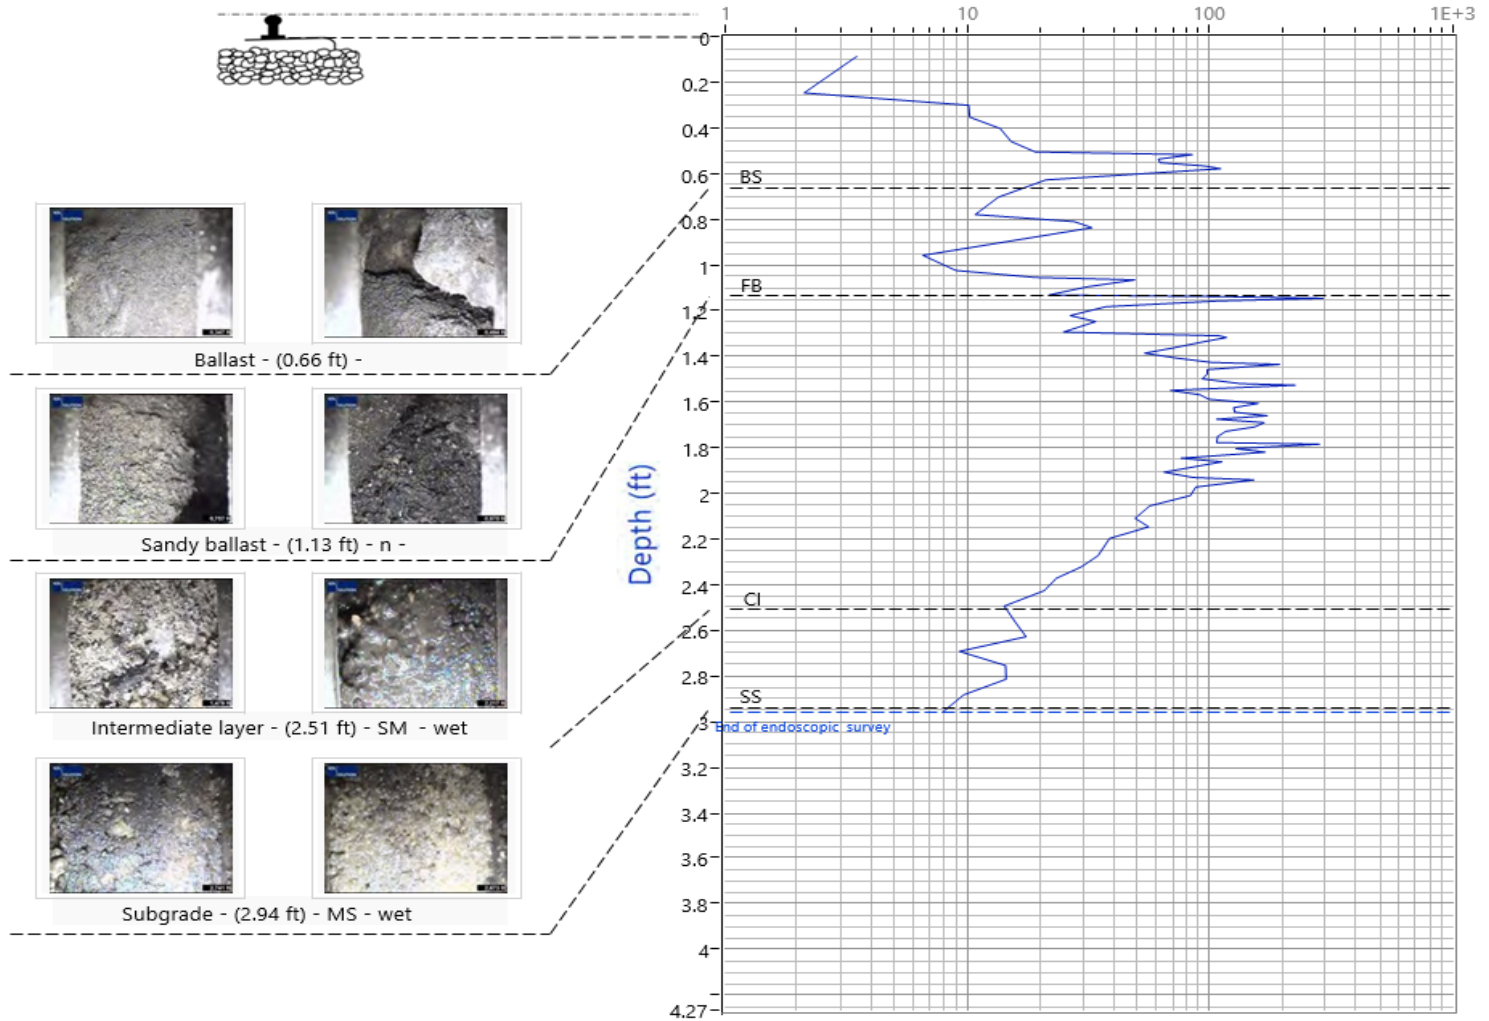 1 10 100 1E+3
0
0.2
0.4
0.6
BS
0.8
1
FB
1.2
1.4
1.6
1.8
2
2.2
2.4
CI
2.6
2.8
SS
3
End of endoscopic survey
3.2
3.4
3.6
3.8
4
4.27
Depth (ft)
Ballast - (0.66 ft) -
Sandy ballast - (1.13 ft) - n -
Intermediate layer - (2.51 ft) - SM - wet
Subgrade - (2.94 ft) - MS - wet